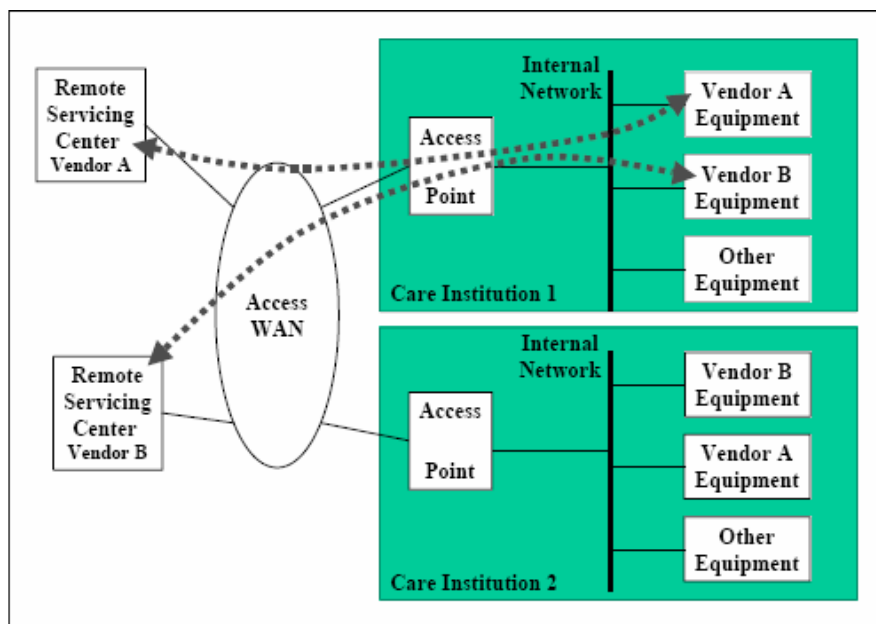 Remote
Servicing
Center
Vendor A
Access
WAN
Remote
Servicing
Center
Vendor B
Internal
Network
Access
Point
Vendor A
Equipment
Vendor B
Equipment
Other
Equipment
Care Institution 1
Internal
Network
Access
Point
Vendor B
Equipment
Vendor A
Equipment
Other
Equipment
Care Institution 2